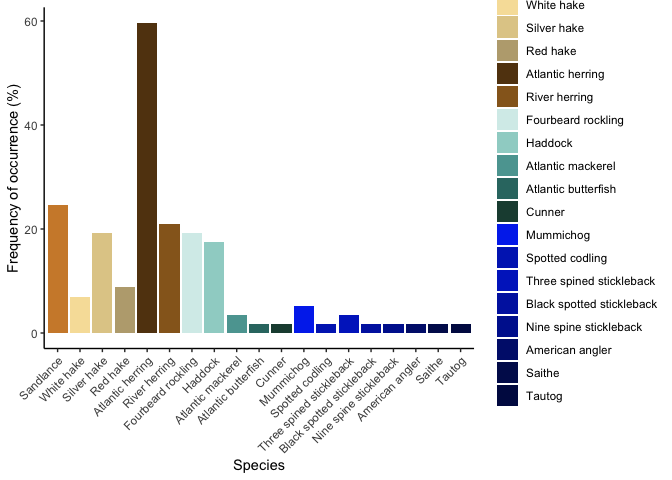 Frequency of occurrence (%)
60
40
20
0
Sandlance
White hake
Silver hake
Red hake
Atlantic herring
River herring
Fourbeard rockling
Haddock
Atlantic mackerel
Atlantic butterfish
Cunner
Mummichog
Spotted codling
Three spined stickleback
Black spotted stickleback
Nine spine stickleback
American angler
Saithe
Tautog
Species
White hake
Silver hake
Red hake
Atlantic herring
River herring
Fourbeard rockling
Haddock
Atlantic mackerel
Atlantic butterfish
Cunner
Mummichog
Spotted codling
Three spined stickleback
Black spotted stickleback
Nine spine stickleback
American angler
Saithe
Tautog